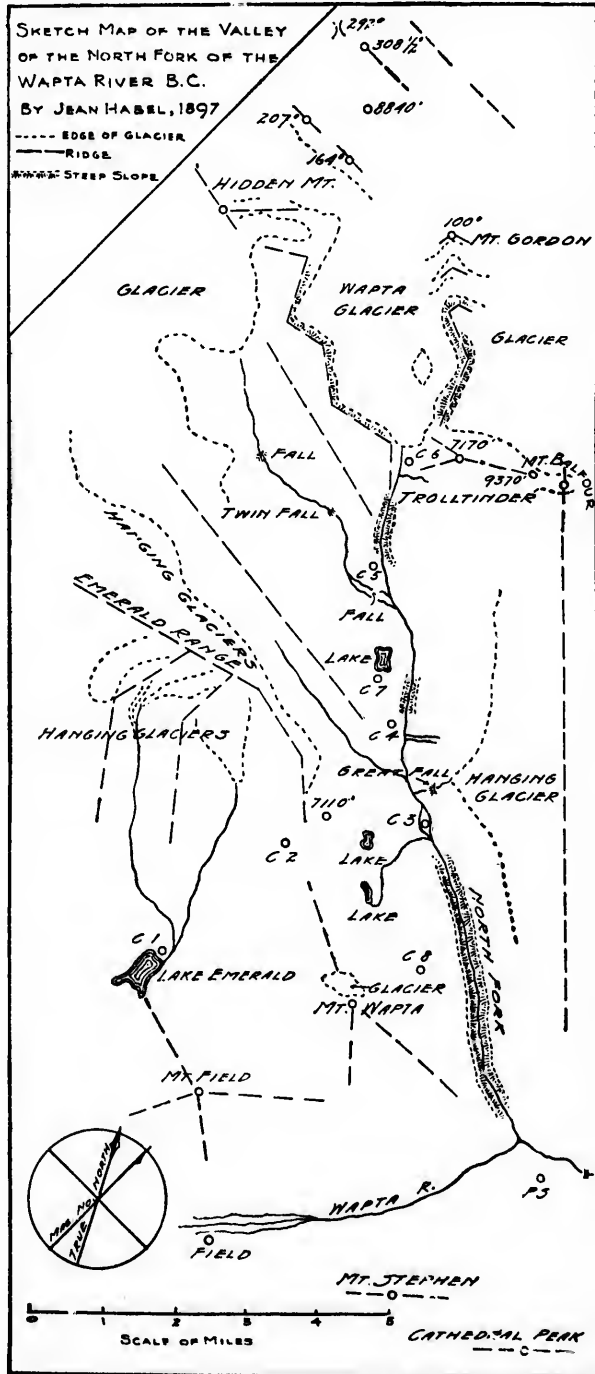 SKETCH MAP OF THE VALLEY
OF THE NORTH FORK OF THE
WAPTA RIVER B.C.
BY JEAN HABEL, 1897
EDGE OF GLACIER
RIDGE
STEEP SLOPE
292°
308½°
8840'
207°
164°
HIDDEN MT.
100°
MT. GORDON
GLACIER
WAPTA
GLACIER
GLACIER
C 6
7170
MT. BALFOUR
9370'
TROLLTINDER
FALL
TWIN FALL
C 5
FALL
HANGING GLACIERS
EMERALD RANGE
LAKE
C 7
C 4
HANGING GLACIERS
GREAT FALL
HANGING
GLACIER
7110°
C 3
C 2
LAKE
LAKE
NORTH FORK
C 1
LAKE EMERALD
C 8
GLACIER
MT. WAPTA
MT. FIELD
MAG. NO.
TRUE NORTH
WAPTA R.
P5
FIELD
MT. STEPHEN
0 1 2 3 4 5
SCALE OF MILES
CATHEDRAL PEAK